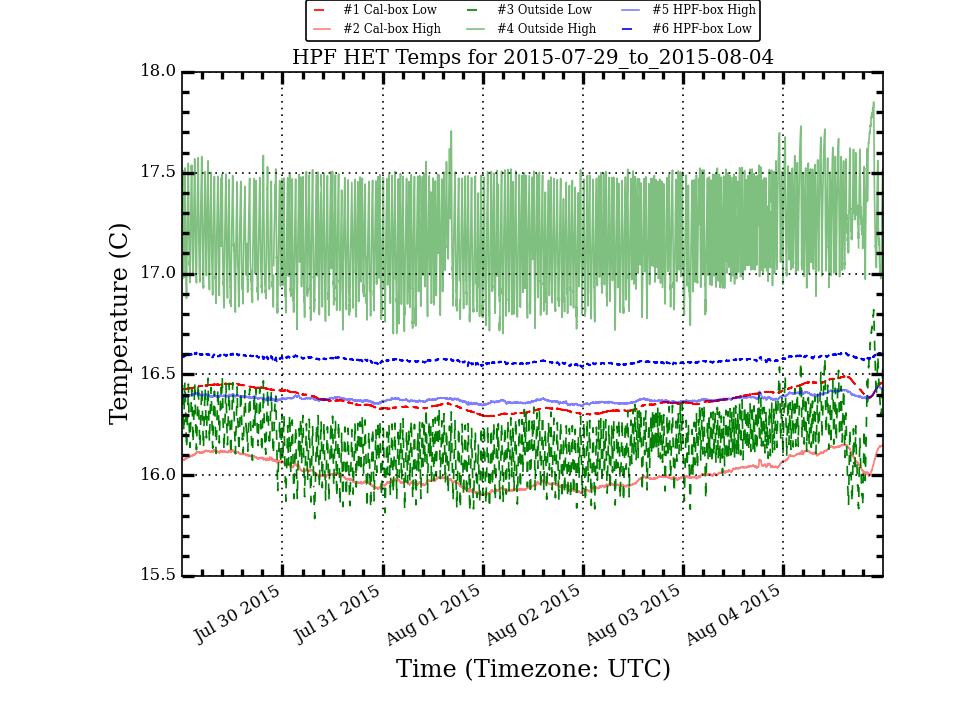 #1 Cal-box Low #3 Outside Low #5 HPF-box High
#2 Cal-box High #4 Outside High #6 HPF-box Low
HPF HET Temps for 2015-07-29_to_2015-08-04
18.0
17.5
17.0
16.5
16.0
15.5
Temperature (C)
Jul 30 2015 Jul 31 2015 Aug 01 2015 Aug 02 2015 Aug 03 2015 Aug 04 2015
Time (Timezone: UTC)